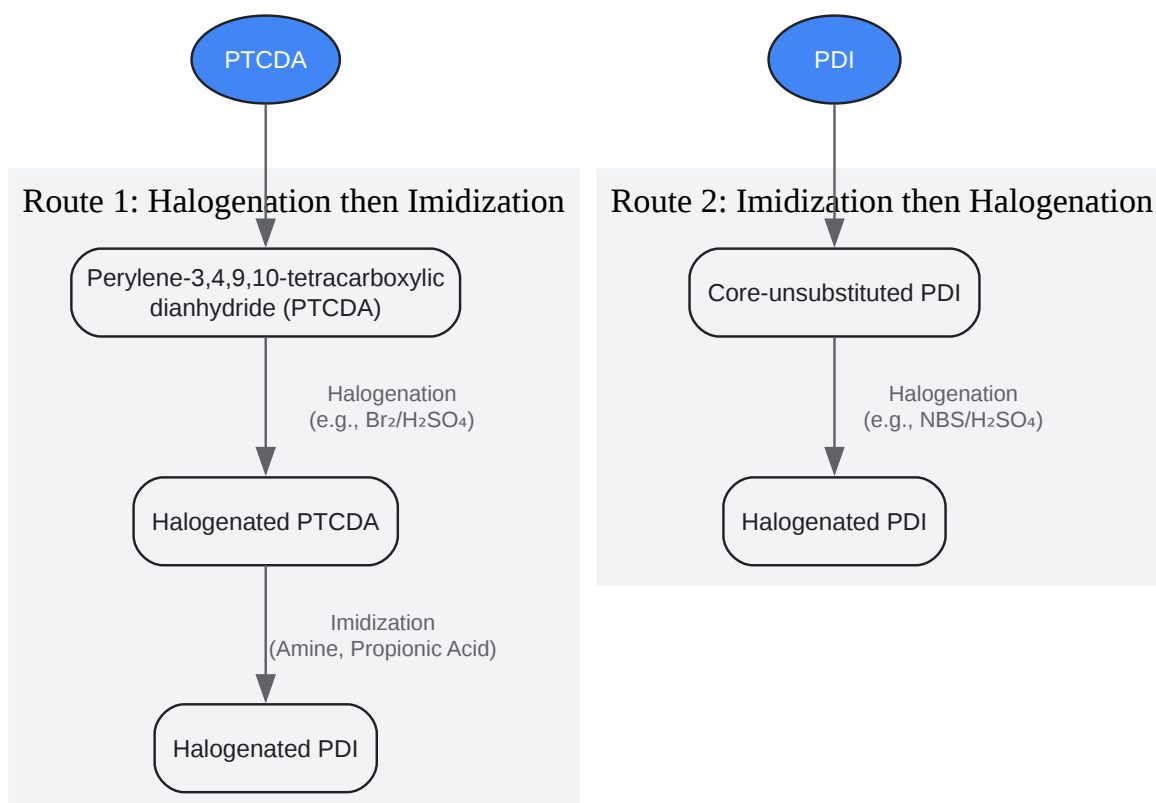 PTCDA
Route 1: Halogenation then Imidization
Perylene-3,4,9,10-tetracarboxylic
dianhydride (PTCDA)
Halogenation
(e.g., Br₂/H₂SO₄)
Halogenated PTCDA
Imidization
(Amine, Propionic Acid)
Halogenated PDI
PDI
Route 2: Imidization then Halogenation
Core-unsubstituted PDI
Halogenation
(e.g., NBS/H₂SO₄)
Halogenated PDI